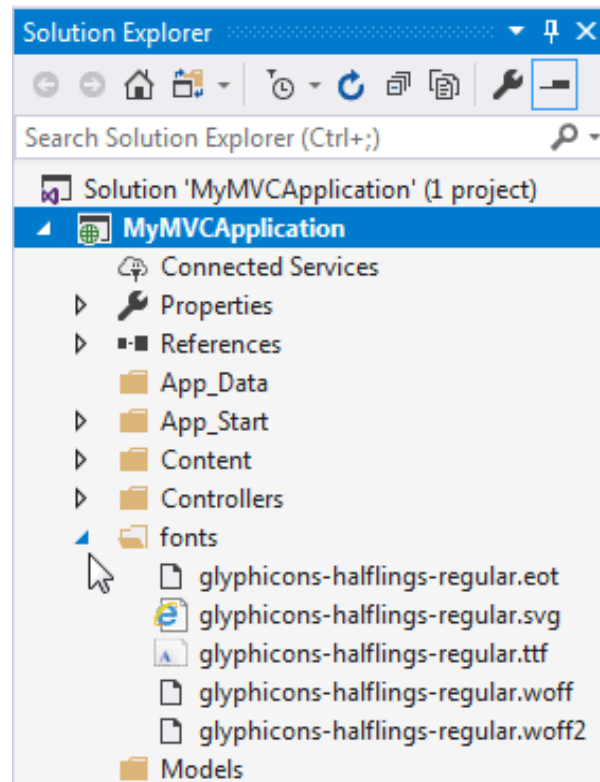 Solution Explorer
Search Solution Explorer (Ctrl+;)
Solution 'MyMVCApplication' (1 project)
MyMVCApplication
Connected Services
Properties
References
App_Data
App_Start
Content
Controllers
fonts
glyphicons-halflings-regular.eot
glyphicons-halflings-regular.svg
glyphicons-halflings-regular.ttf
glyphicons-halflings-regular.woff
glyphicons-halflings-regular.woff2
Models